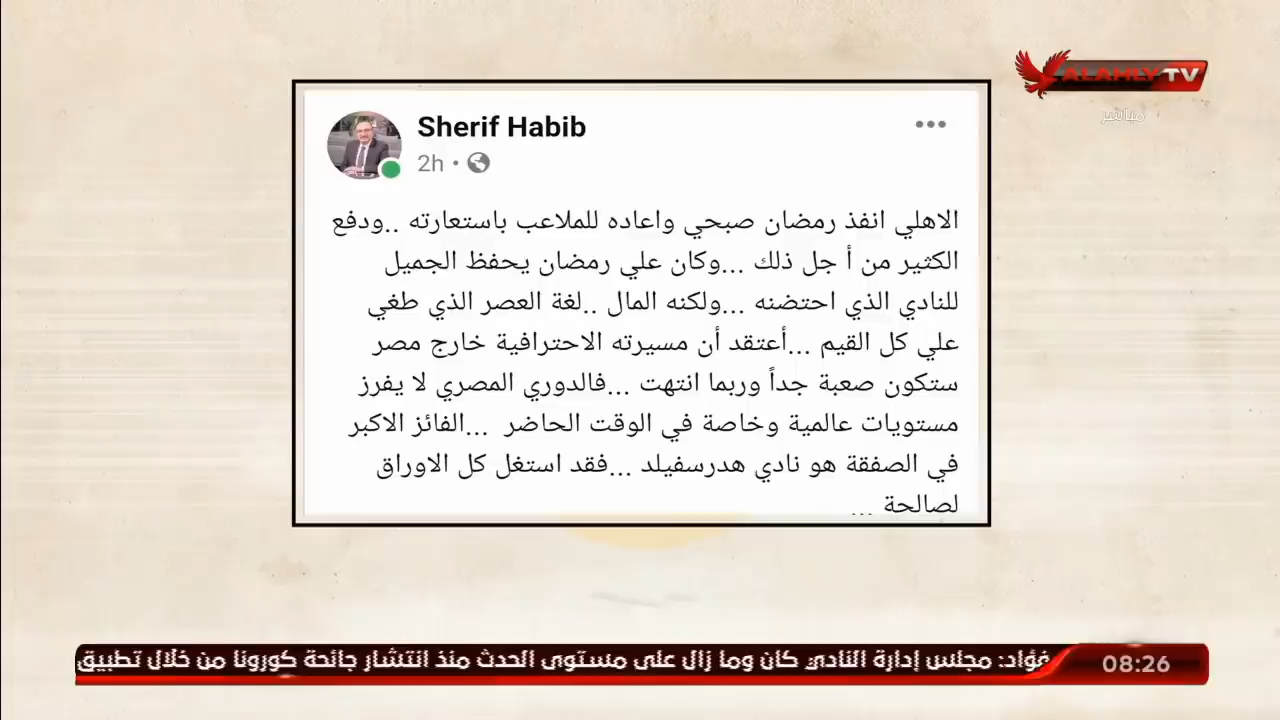 ALAHLY TV
مباشر
Sherif Habib
2h
الاهلي انفذ رمضان صبحي واعاده للملاعب باستعارته ..ودفع
الكثير من أ جل ذلك ...وكان علي رمضان يحفظ الجميل
للنادي الذي احتضنه ...ولكنه المال ..لغة العصر الذي طغي
علي كل القيم ...أعتقد أن مسيرته الاحترافية خارج مصر
ستكون صعبة جداً وربما انتهت ...فالدوري المصري لا يفرز
مستويات عالمية وخاصة في الوقت الحاضر ...الفائز الاكبر
في الصفقة هو نادي هدرسفيلد ...فقد استغل كل الاوراق
لصالحة ...
فؤاد: مجلس إدارة النادي كان وما زال على مستوى الحدث منذ انتشار جائحة كورونا من خلال تطبيق
08:26